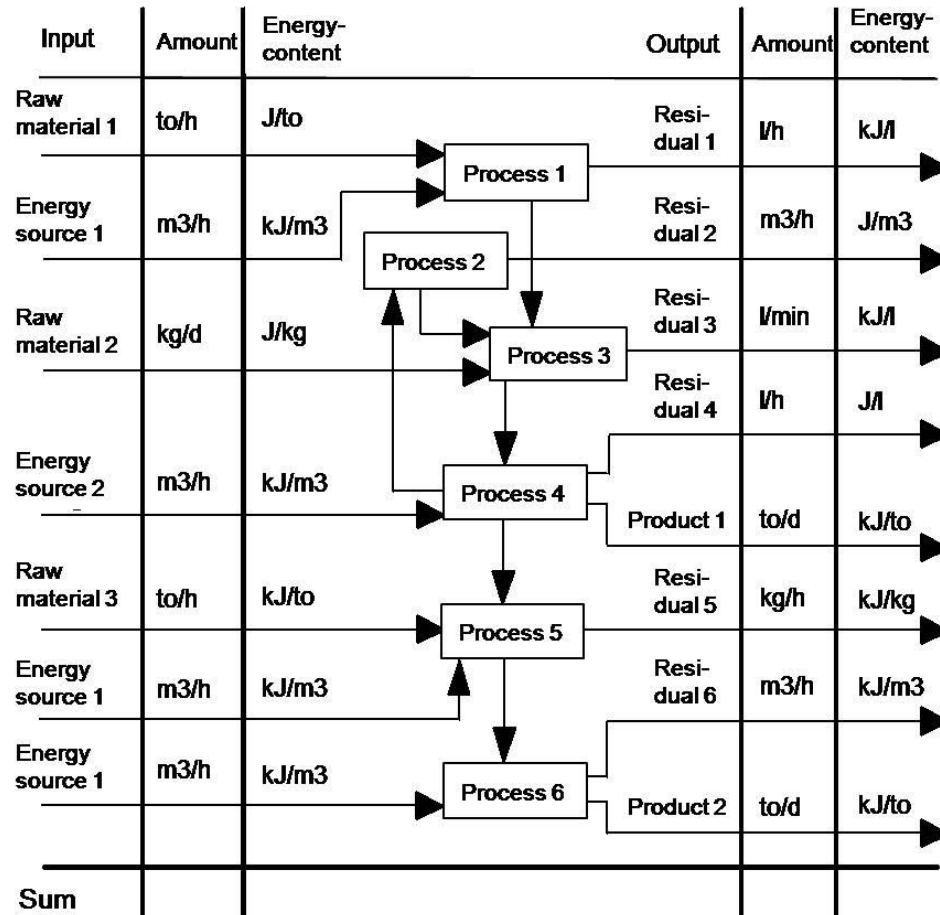 Input
Amount
Energy-
content
Output
Amount
Energy-
content
Raw
material 1
to/h
J/to
Resi-
dual 1
l/h
kJ/l
Process 1
Energy
source 1
m3/h
kJ/m3
Resi-
dual 2
m3/h
J/m3
Process 2
Raw
material 2
kg/d
J/kg
Resi-
dual 3
l/min
kJ/l
Process 3
Resi-
dual 4
l/h
J/l
Energy
source 2
m3/h
kJ/m3
Process 4
Product 1
to/d
kJ/to
Raw
material 3
to/h
kJ/to
Resi-
dual 5
kg/h
kJ/kg
Process 5
Energy
source 1
m3/h
kJ/m3
Resi-
dual 6
m3/h
kJ/m3
Energy
source 1
m3/h
kJ/m3
Process 6
Product 2
to/d
kJ/to
Sum